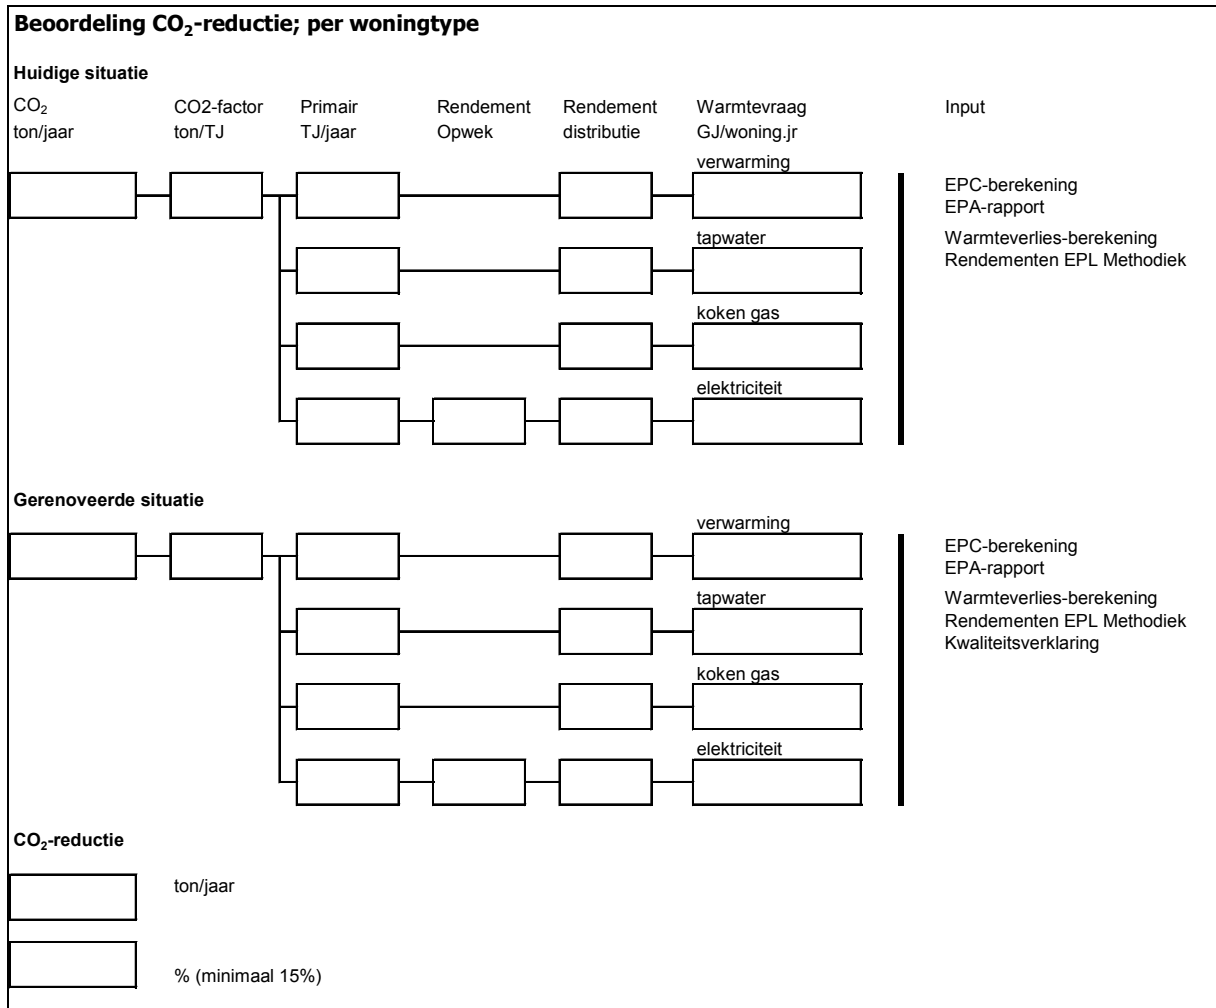 Beoordeling CO2-reductie; per woningtype
Huidige situatie
CO2 CO2-factor Primair Rendement Rendement Warmtevraag Input
ton/jaar ton/TJ TJ/jaar Opwek distributie GJ/woning.jr
verwarming
EPC-berekening
EPA-rapport
tapwater
Warmteverlies-berekening
Rendementen EPL Methodiek
koken gas
elektriciteit
Gerenoveerde situatie
verwarming
EPC-berekening
EPA-rapport
tapwater
Warmteverlies-berekening
Rendementen EPL Methodiek
Kwaliteitsverklaring
koken gas
elektriciteit
CO2-reductie
ton/jaar
% (minimaal 15%)